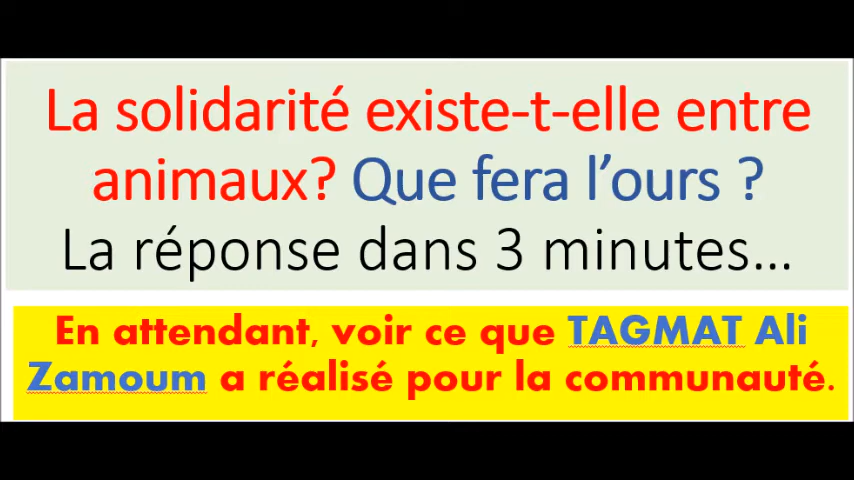 La solidarité existe-t-elle entre
animaux? Que fera l’ours ?
La réponse dans 3 minutes…
En attendant, voir ce que TAGMAT Ali
Zamoum a réalisé pour la communauté.